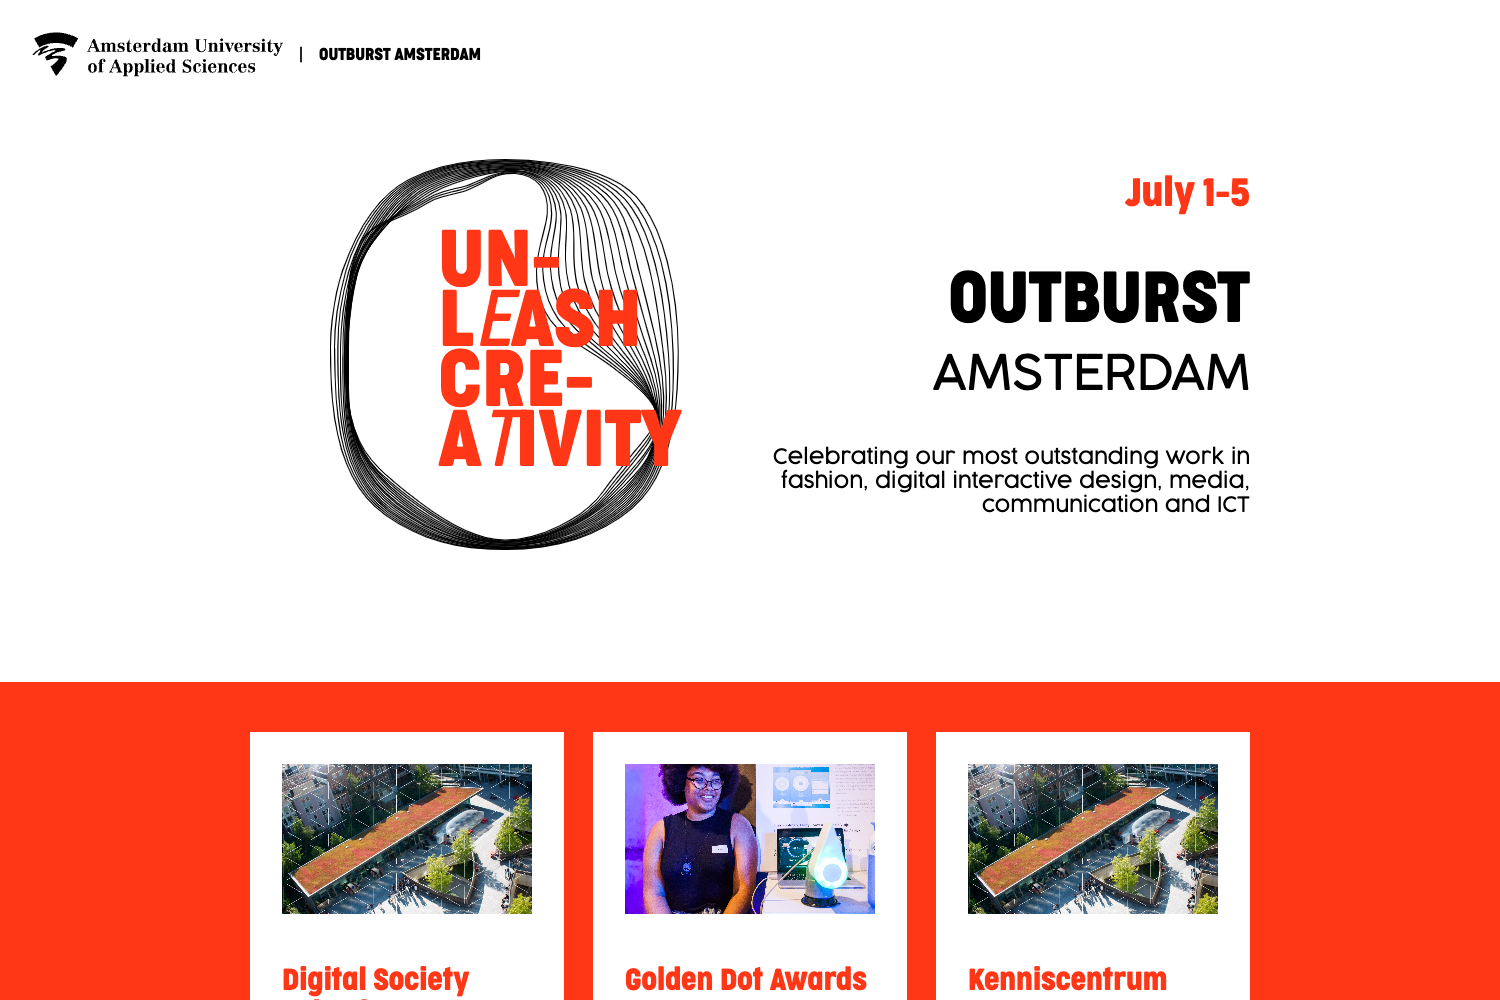 Amsterdam University
of Applied Sciences
| OUTBURST AMSTERDAM
UN-
LEASH
CRE-
ATIVITY
July 1-5
OUTBURST
AMSTERDAM
Celebrating our most outstanding work in
fashion, digital interactive design, media,
communication and ICT
Digital Society
Golden Dot Awards
Kenniscentrum